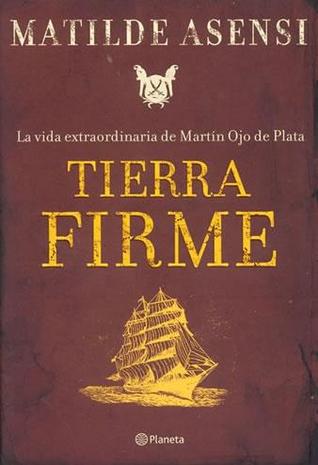 MATILDE ASENSI
La vida extraordinaria de Martín Ojo de Plata
TIERRA
FIRME
Planeta